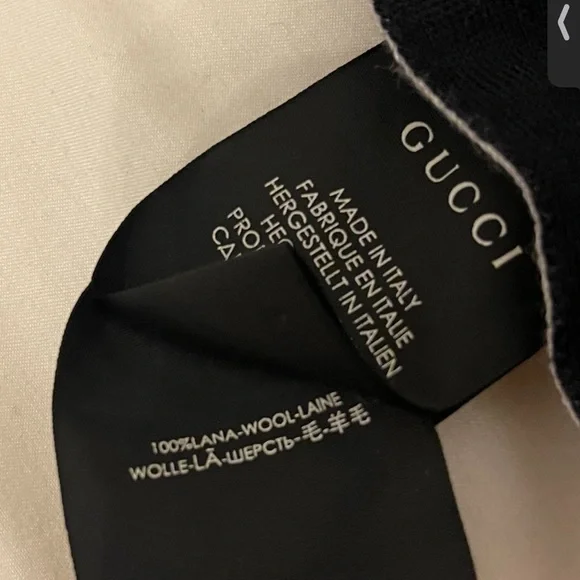 GUCCI
MADE IN ITALY
FABRIQUE EN ITALIE
HERGESTELLT IN ITALIEN
100%LANA-WOOL-LAINE
WOLLE-LĀ-ШЕРСТЬ-毛-羊毛